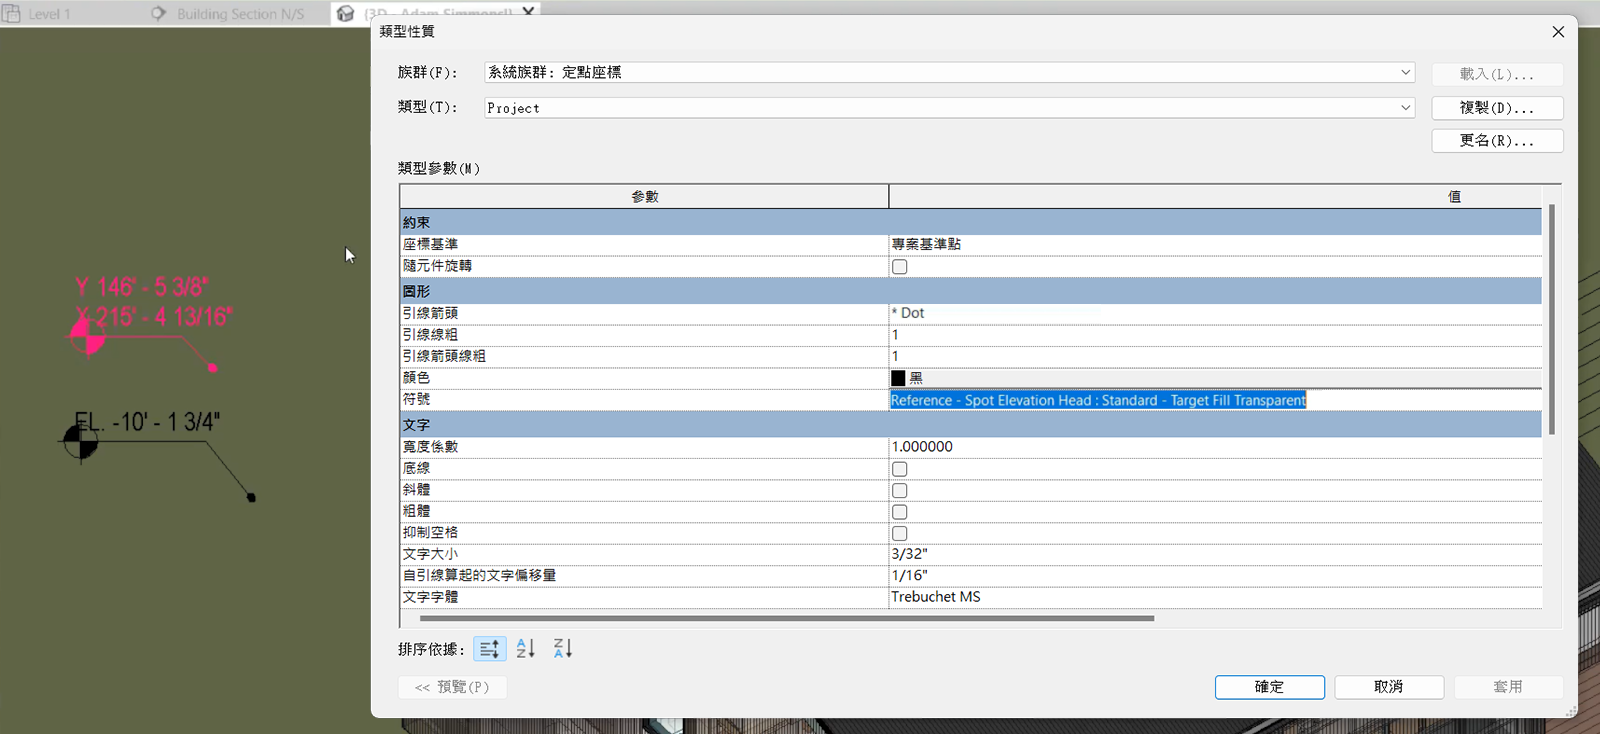 Level 1
Building Section N/S
(3D - Adam Simmons()
類型性質
族群(F):
系統族群: 定點座標
載入(L)...
類型(T):
Project
複製(D)...
更名(R)...
類型參數(M)
參數
值
約束
座標基準
專案基準點
隨元件旋轉
圖形
引線箭頭
* Dot
引線線組
1
引線箭頭線組
1
顏色
黑
符號
Reference - Spot Elevation Head : Standard - Target Fill Transparent
文字
寬度係數
1.000000
底線
斜體
粗體
抑制空格
文字大小
3/32"
自引線算起的文字偏移量
1/16"
文字字體
Trebuchet MS
排序依據:
<< 預覽(P)
確定
取消
套用
Y 146' - 5 3/8"
X 215' - 4 13/16"
EL. -10' - 1 3/4"